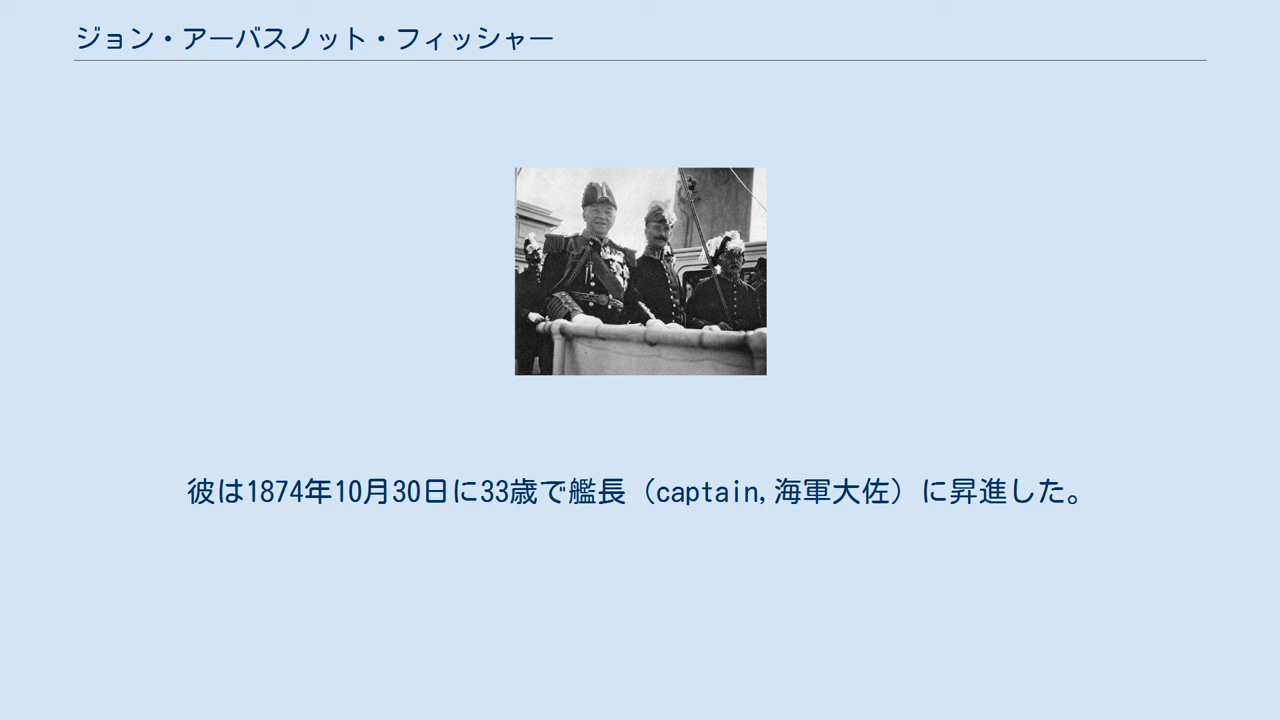 ジョン・アーバスノット・フィッシャー
彼は1874年10月30日に33歳で艦長（captain,海軍大佐）に昇進した。